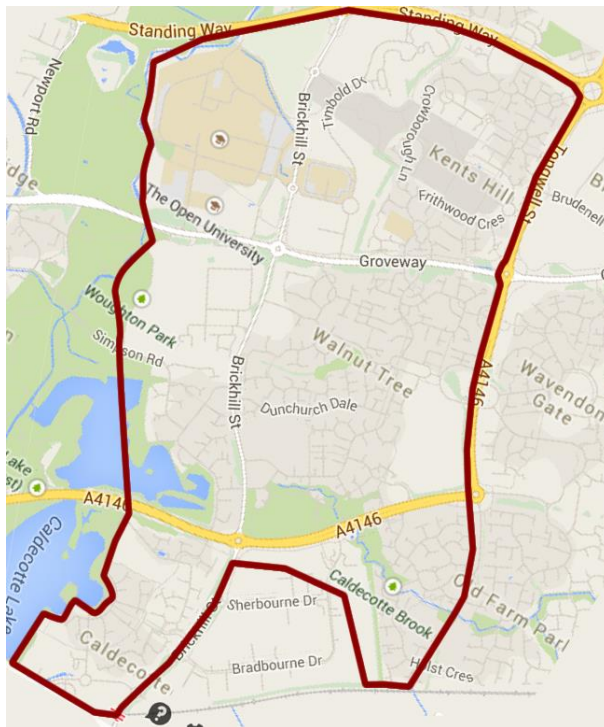 Standing Way
Standing Way
Newport Rd
Brickhill St
Timbold Dr
Crowborough Ln
Kents Hill
Tongwell St
Frithwood Cres
Brudenell
B
idge
The Open University
Groveway
Woughton Park
Simpson Rd
Walnut Tree
Brickhill St
Dunchurch Dale
A4146
Wavendon
Gate
Lake
st)
A4146
A4146
Caldecotte Lake
Caldecotte Brook
Old Farm Parl
Brickhill St
Sherbourne Dr
Caldecotte
Bradbourne Dr
Holst Cres
?